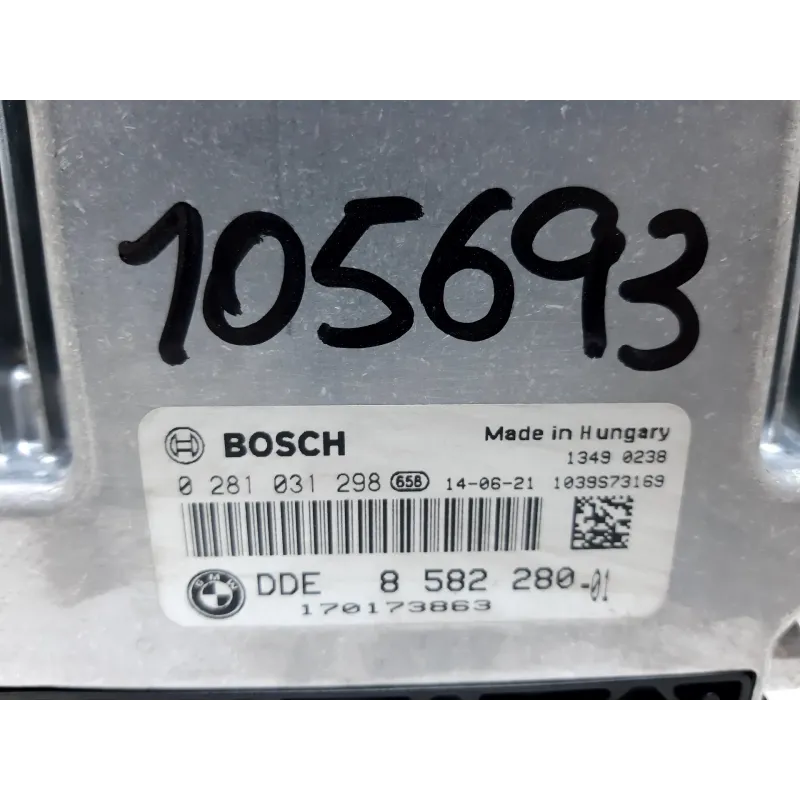 105693
BOSCH Made in Hungary
1349 0238
0 281 031 298 658 14-06-21 1039S73169
BMW DDE 8 582 280-01
170173863